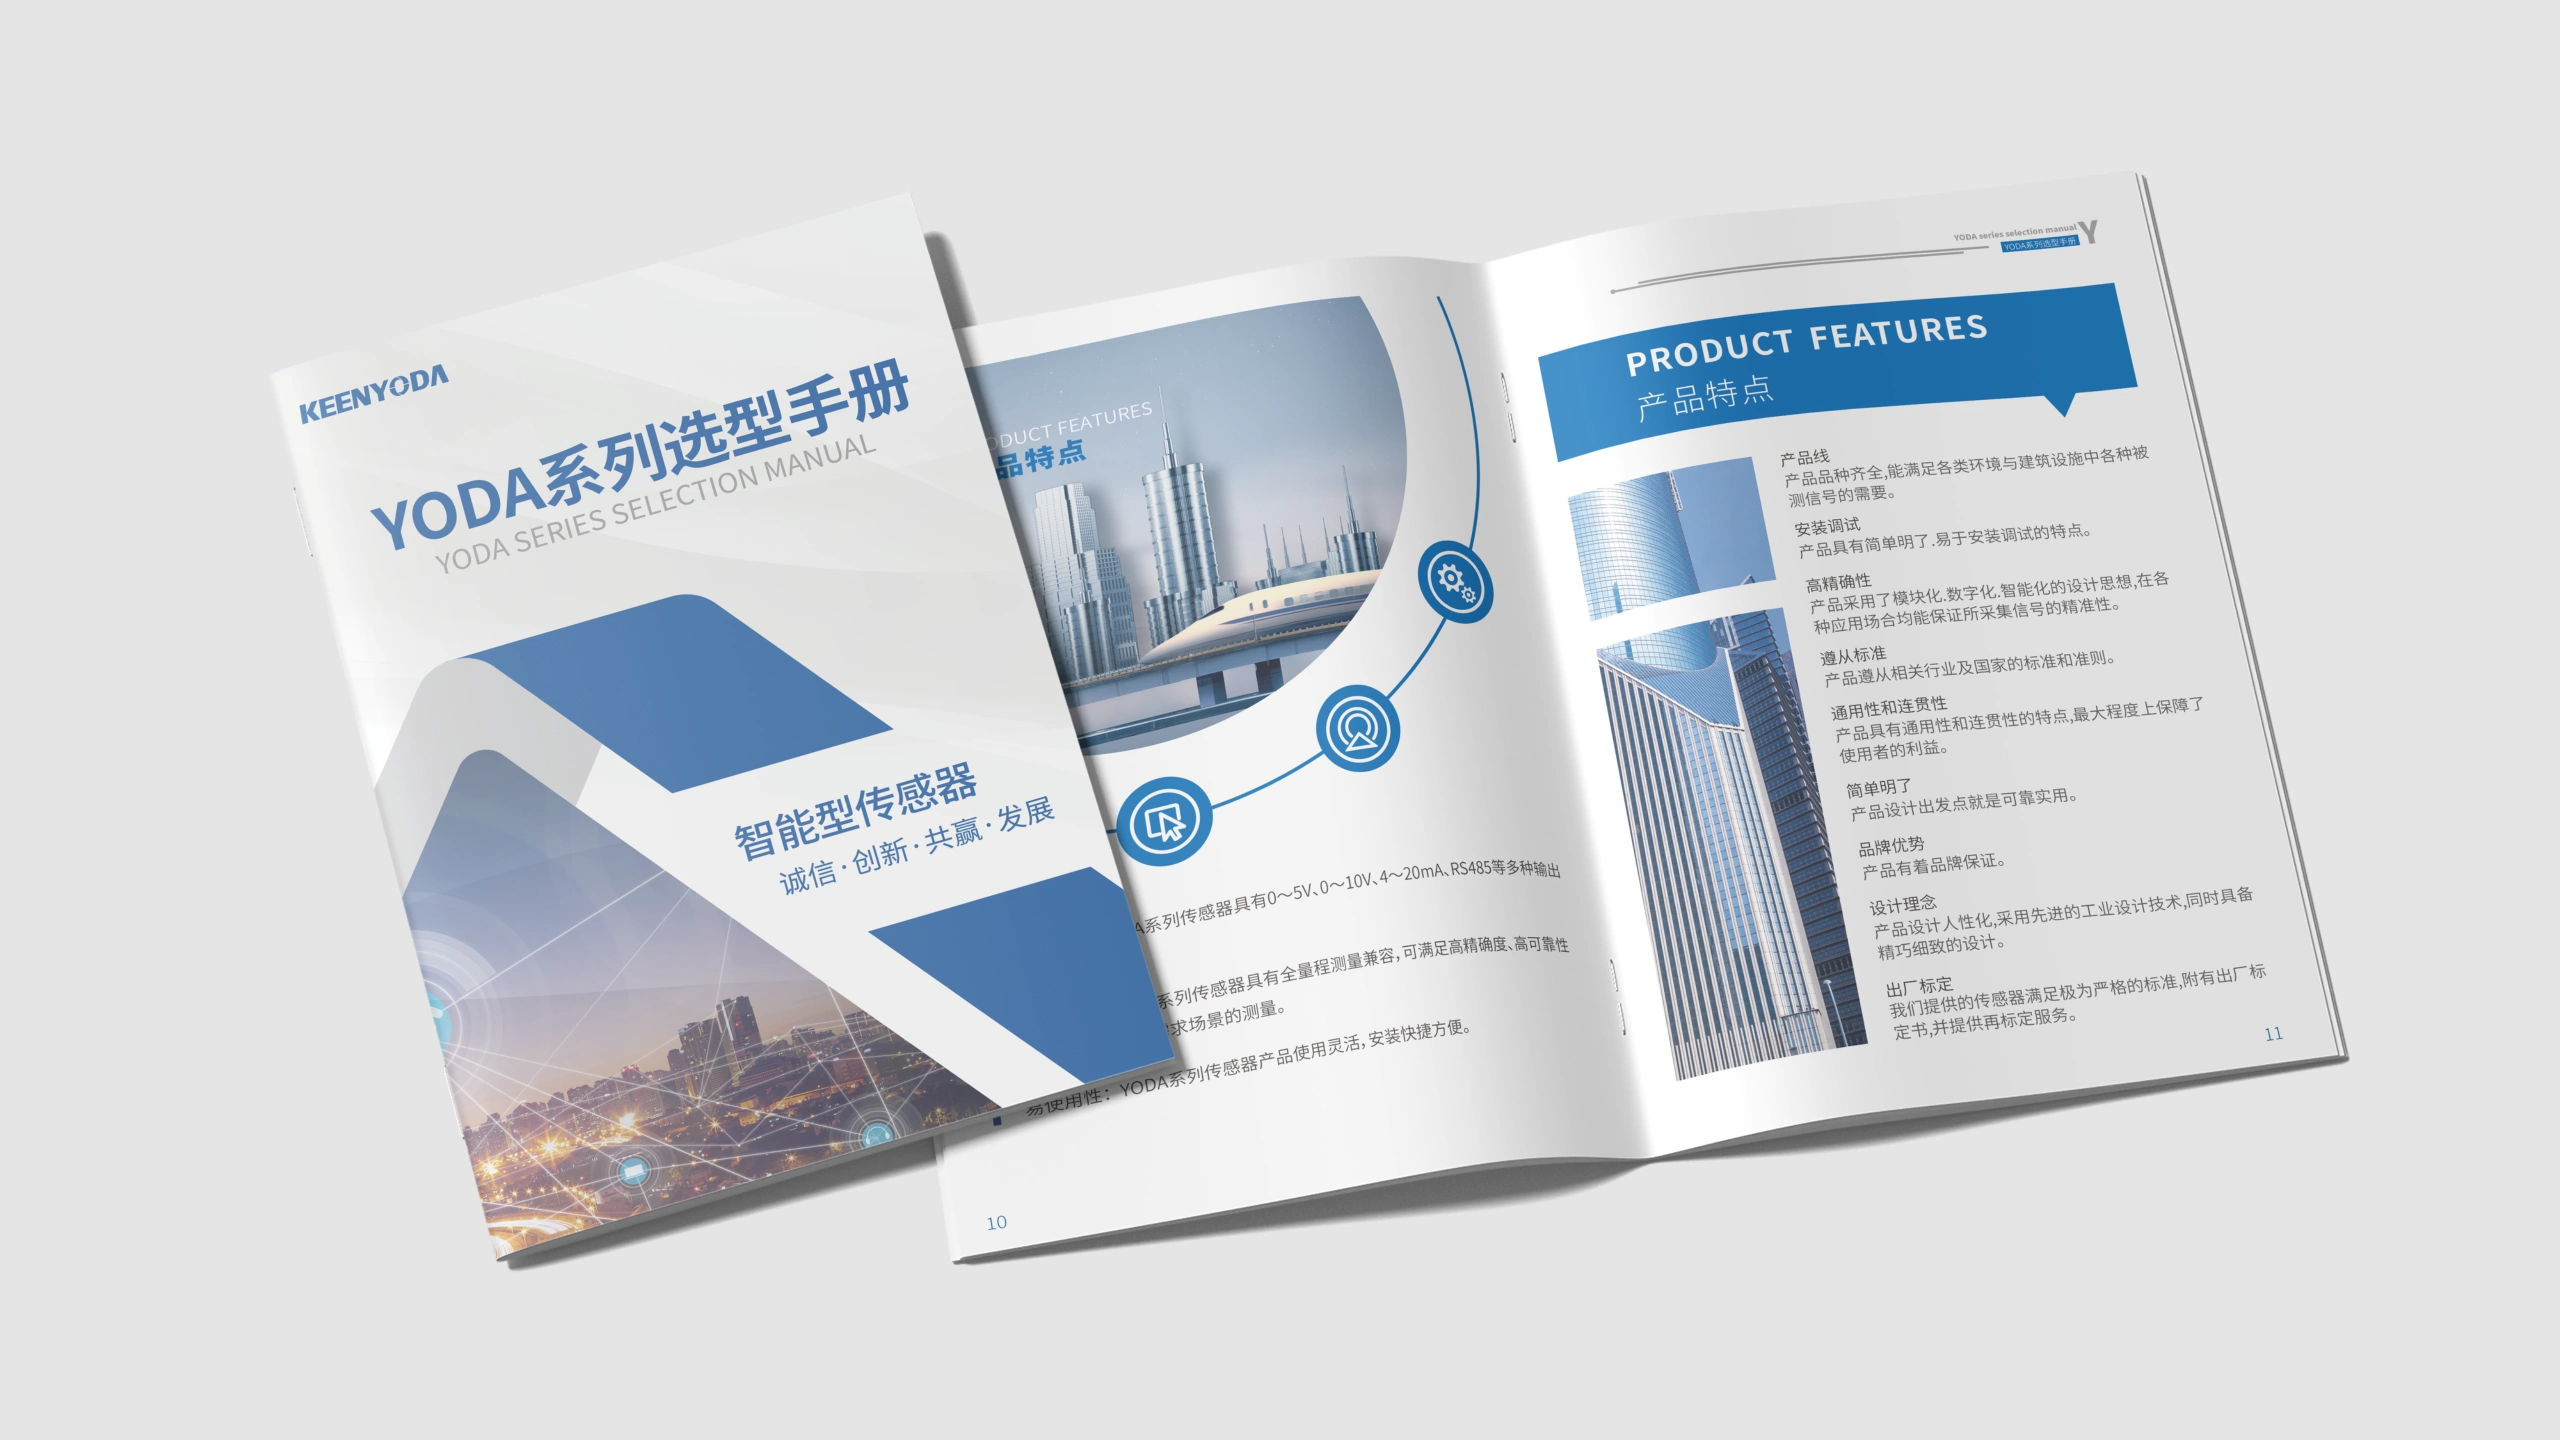 KEENYODA
YODA系列选型手册
YODA SERIES SELECTION MANUAL
智能型传感器
诚信·创新·共赢·发展
ODUCT FEATURES
品特点
A系列传感器具有0～5V、0～10V、4～20mA、RS485等多种输出
系列传感器具有全量程测量兼容，可满足高精确度、高可靠性
求场景的测量。
易使用性：YODA系列传感器产品使用灵活，安装快捷方便。
10
YODA series selection manual
YODA系列选型手册
Y
PRODUCT FEATURES
产品特点
产品线
产品品种齐全,能满足各类环境与建筑设施中各种被
测信号的需要。
安装调试
产品具有简单明了.易于安装调试的特点。
高精确性
产品采用了模块化.数字化.智能化的设计思想,在各
种应用场合均能保证所采集信号的精准性。
遵从标准
产品遵从相关行业及国家的标准和准则。
通用性和连贯性
产品具有通用性和连贯性的特点,最大程度上保障了
使用者的利益。
简单明了
产品设计出发点就是可靠实用。
品牌优势
产品有着品牌保证。
设计理念
产品设计人性化,采用先进的工业设计技术,同时具备
精巧细致的设计。
出厂标定
我们提供的传感器满足极为严格的标准,附有出厂标
定书,并提供再标定服务。
11